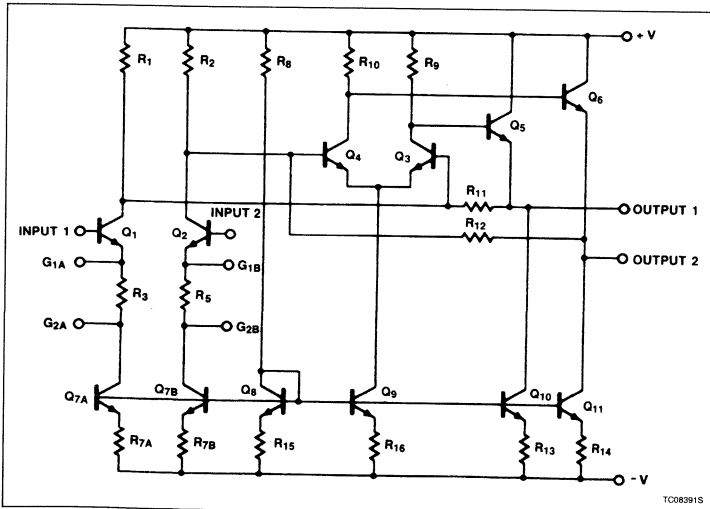 R1 R2 R8 R10 R9 +V
Q6
Q5
Q4 Q3
R11
INPUT 2 OUTPUT 1
INPUT 1 Q1 Q2 R12
G1A G1B OUTPUT 2
R3 R5
G2A G2B
Q7A Q7B Q8 Q9 Q10 Q11
R7A R7B R15 R16 R13 R14
-V
TC08391S